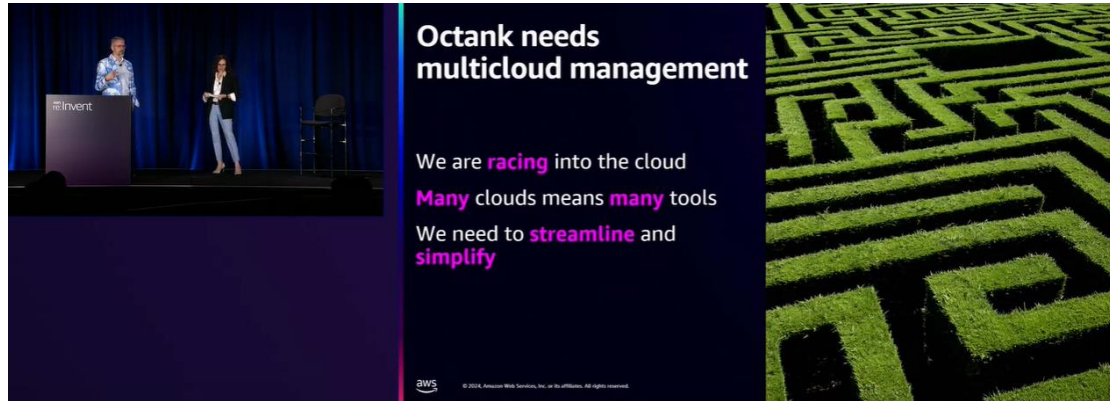 aws
re:Invent
Octank needs
multicloud management
We are racing into the cloud
Many clouds means many tools
We need to streamline and
simplify
aws
© 2024, Amazon Web Services, Inc. or its affiliates. All rights reserved.